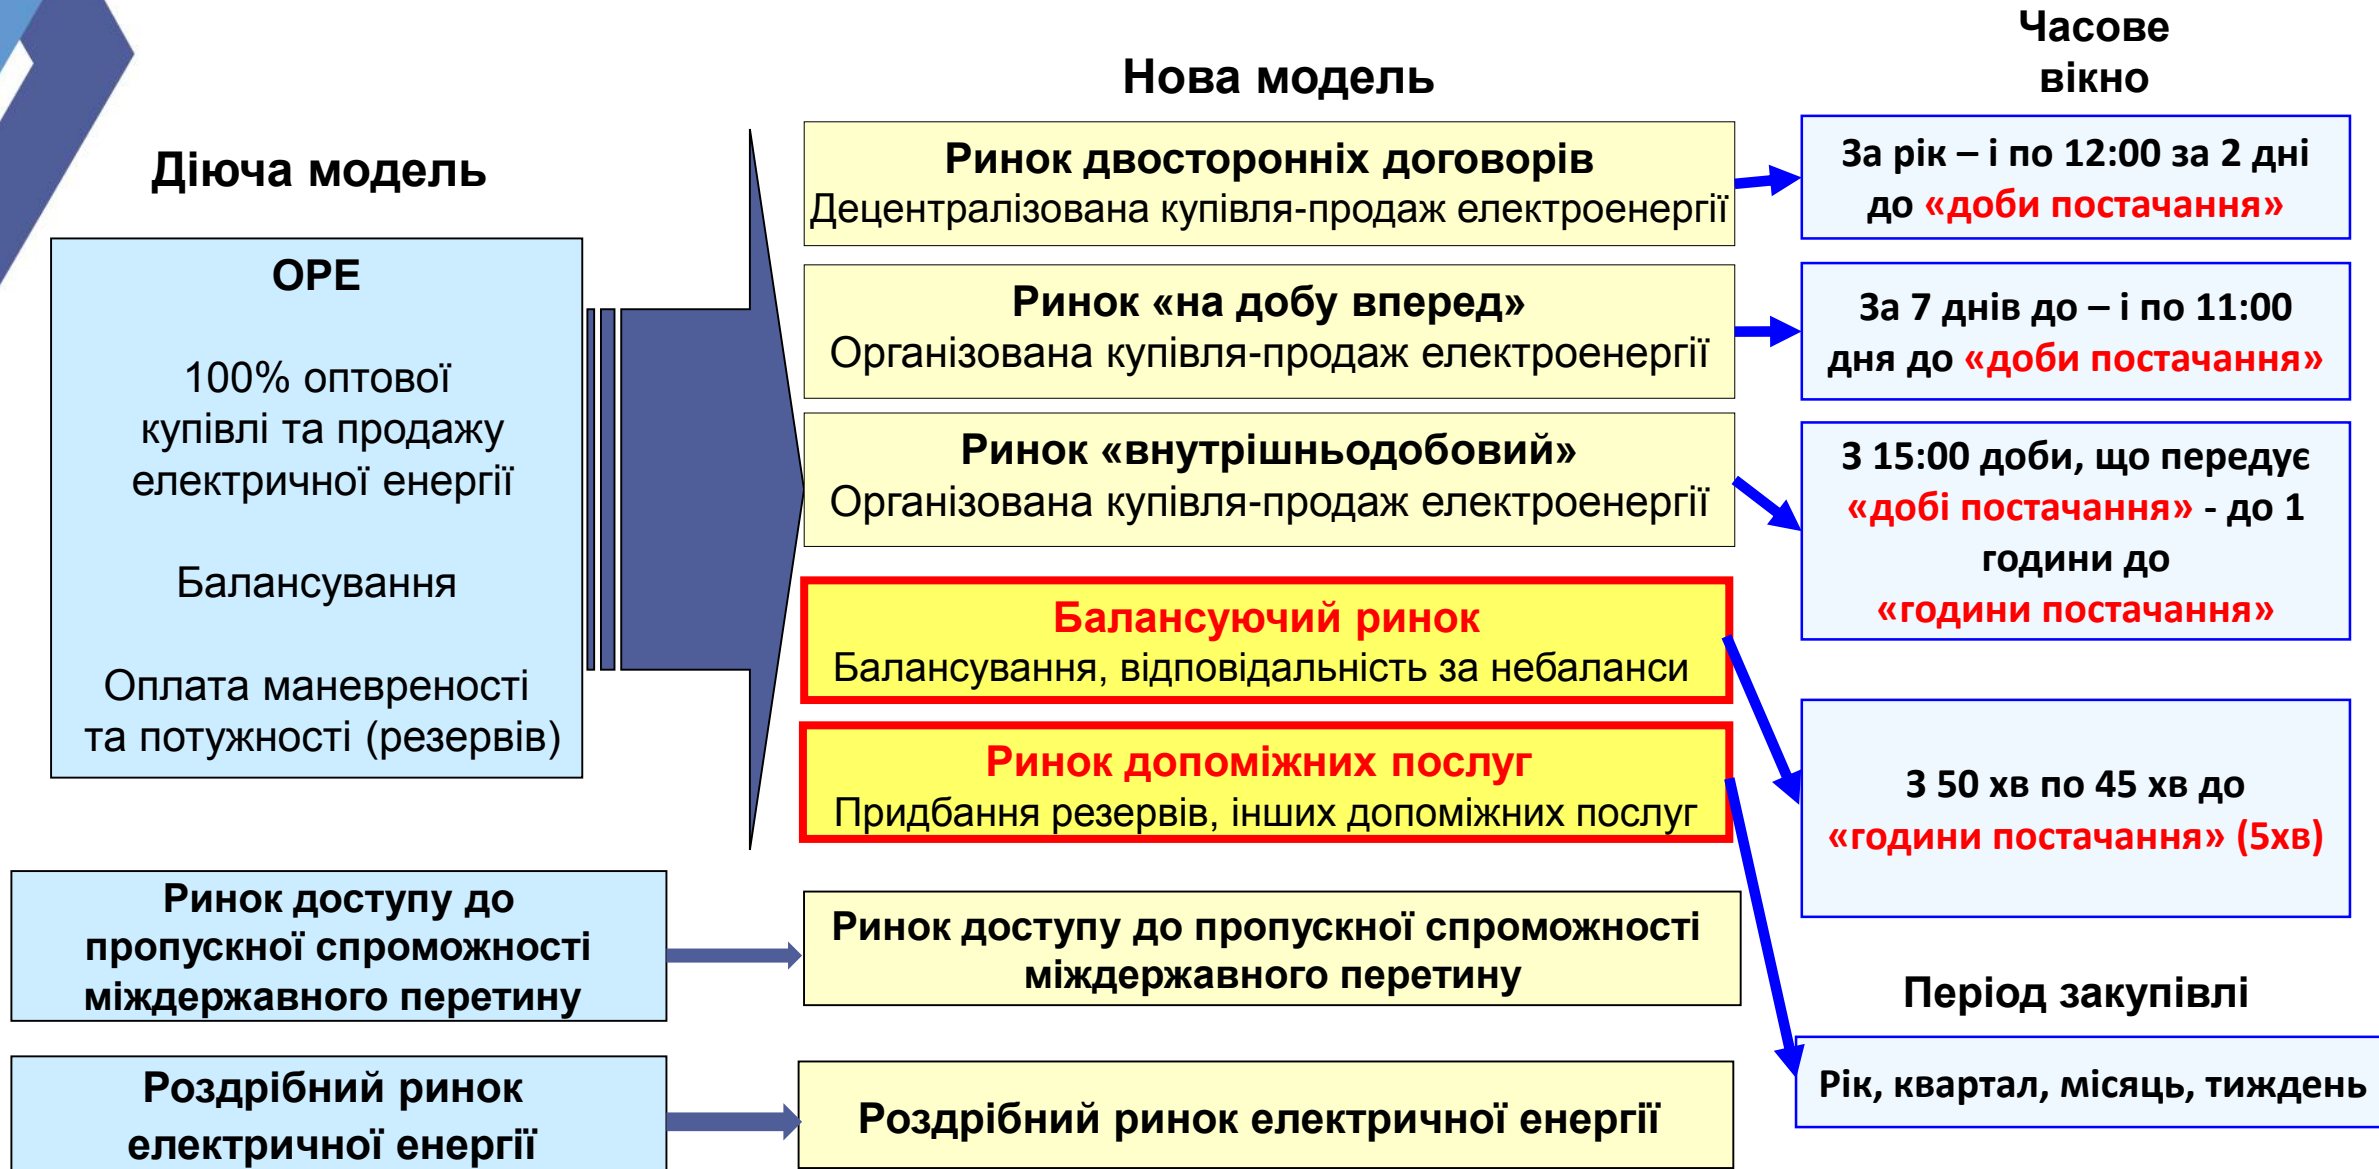 Діюча модель
ОРЕ
100% оптової
купівлі та продажу
електричної енергії
Балансування
Оплата маневреності
та потужності (резервів)
Ринок доступу до
пропускної спроможності
міждержавного перетину
Роздрібний ринок
електричної енергії
Нова модель
Ринок двосторонніх договорів
Децентралізована купівля-продаж електроенергії
Ринок «на добу вперед»
Організована купівля-продаж електроенергії
Ринок «внутрішньодобовий»
Організована купівля-продаж електроенергії
Балансуючий ринок
Балансування, відповідальність за небаланси
Ринок допоміжних послуг
Придбання резервів, інших допоміжних послуг
Ринок доступу до пропускної спроможності
міждержавного перетину
Роздрібний ринок електричної енергії
Часове
вікно
За рік – і по 12:00 за 2 дні
до «доби постачання»
За 7 днів до – і по 11:00
дня до «доби постачання»
З 15:00 доби, що передує
«добі постачання» - до 1
години до
«години постачання»
З 50 хв по 45 хв до
«години постачання» (5хв)
Період закупівлі
Рік, квартал, місяць, тиждень